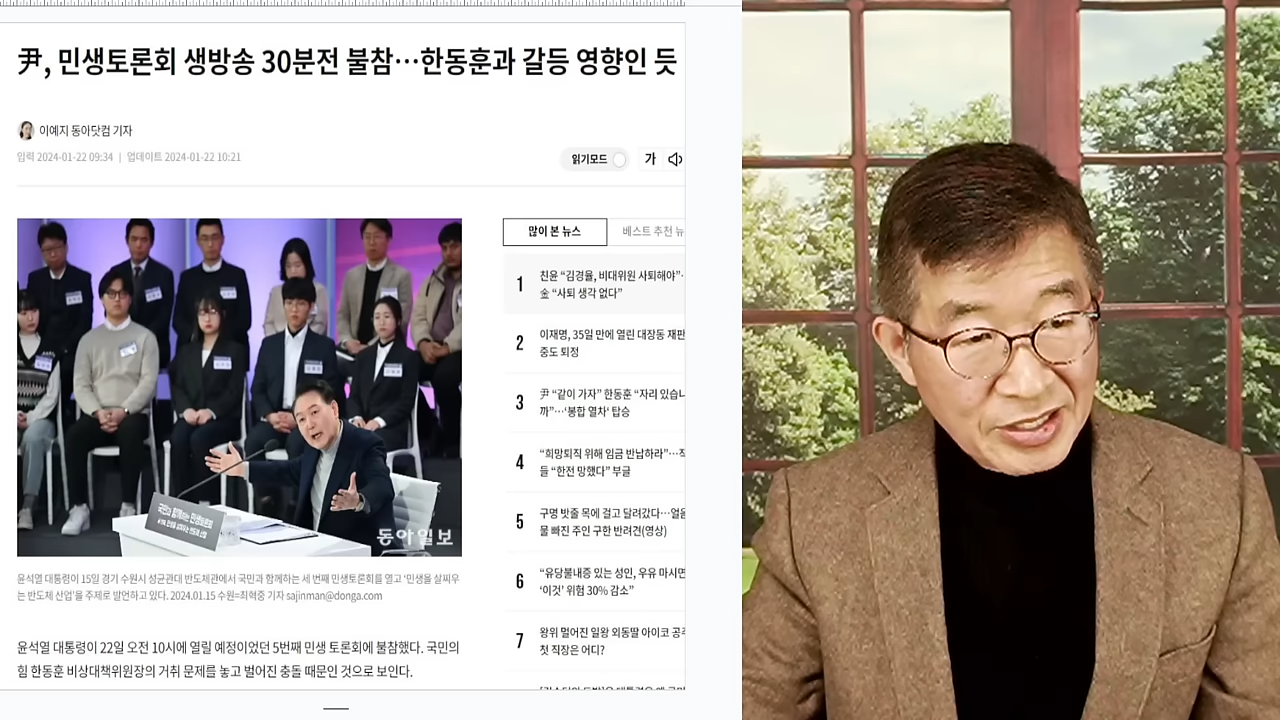 尹, 민생토론회 생방송 30분전 불참…한동훈과 갈등 영향인 듯
이예지 동아닷컴 기자
입력 2024-01-22 09:34 | 업데이트 2024-01-22 10:21
읽기모드
가
국민과 함께하는 민생토론회
동아일보
윤석열 대통령이 15일 경기 수원시 성균관대 반도체관에서 국민과 함께하는 세 번째 민생토론회를 열고 '민생을 살찌우
는 반도체 산업'을 주제로 발언하고 있다. 2024.01.15 수원=최혁중 기자 sajinman@donga.com
윤석열 대통령이 22일 오전 10시에 열릴 예정이었던 5번째 민생 토론회에 불참했다. 국민의
힘 한동훈 비상대책위원장의 거취 문제를 놓고 벌어진 충돌 때문인 것으로 보인다.
많이 본 뉴스
베스트 추천 뉴
1
친윤 “김경율, 비대위원 사퇴해야”
金 “사퇴 생각 없다”
2
이재명, 35일 만에 열린 대장동 재판
중도 퇴정
3
尹 “같이 가자” 한동훈 “자리 있습니
까”…‘봉합 열차’ 탑승
4
“희망퇴직 위해 임금 반납하라”…직
들 “한전 망했다” 부글
5
구명 밧줄 목에 걸고 달려갔다…얼음
물 빠진 주인 구한 반려견(영상)
6
“유당불내증 있는 성인, 우유 마시면
‘이것’ 위험 30% 감소”
7
왕위 멀어진 일왕 외동딸 아이코 공주
첫 직장은 어디?